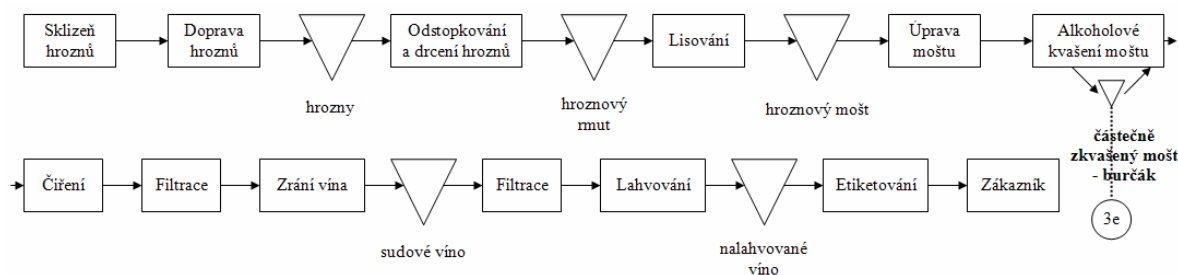 Sklizeň
hroznů
Doprava
hroznů
Odstopkování
a drcení hroznů
Lisování
Úprava
moštu
Alkoholové
kvašení moštu
hrozny
hroznový
rmut
hroznový mošt
částečně
zkvašený mošt
- burčák
Čiření
Filtrace
Zrání vína
Filtrace
Lahvování
Etiketování
Zákazník
sudové víno
nalahvované
víno
3e